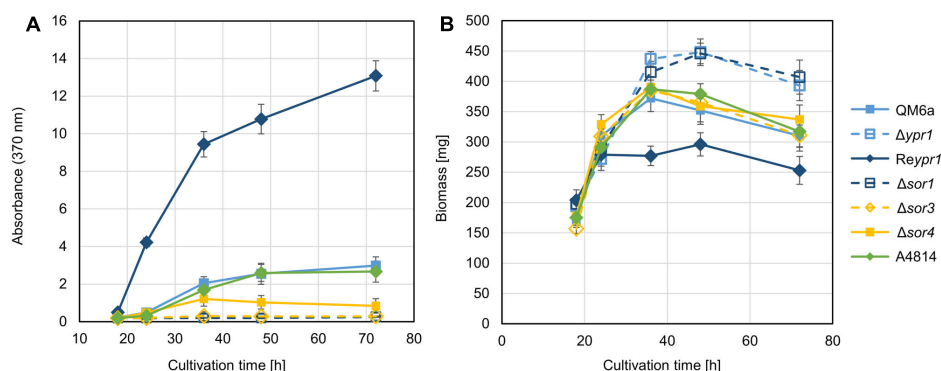 A
Absorbance (370 nm)
16
14
12
10
8
6
4
2
0
10 20 30 40 50 60 70 80
Cultivation time [h]
B
Biomass [mg]
500
450
400
350
300
250
200
150
100
50
0
0 20 40 60 80
Cultivation time [h]
QM6a
Δypr1
Reypr1
Δsor1
Δsor3
Δsor4
A4814